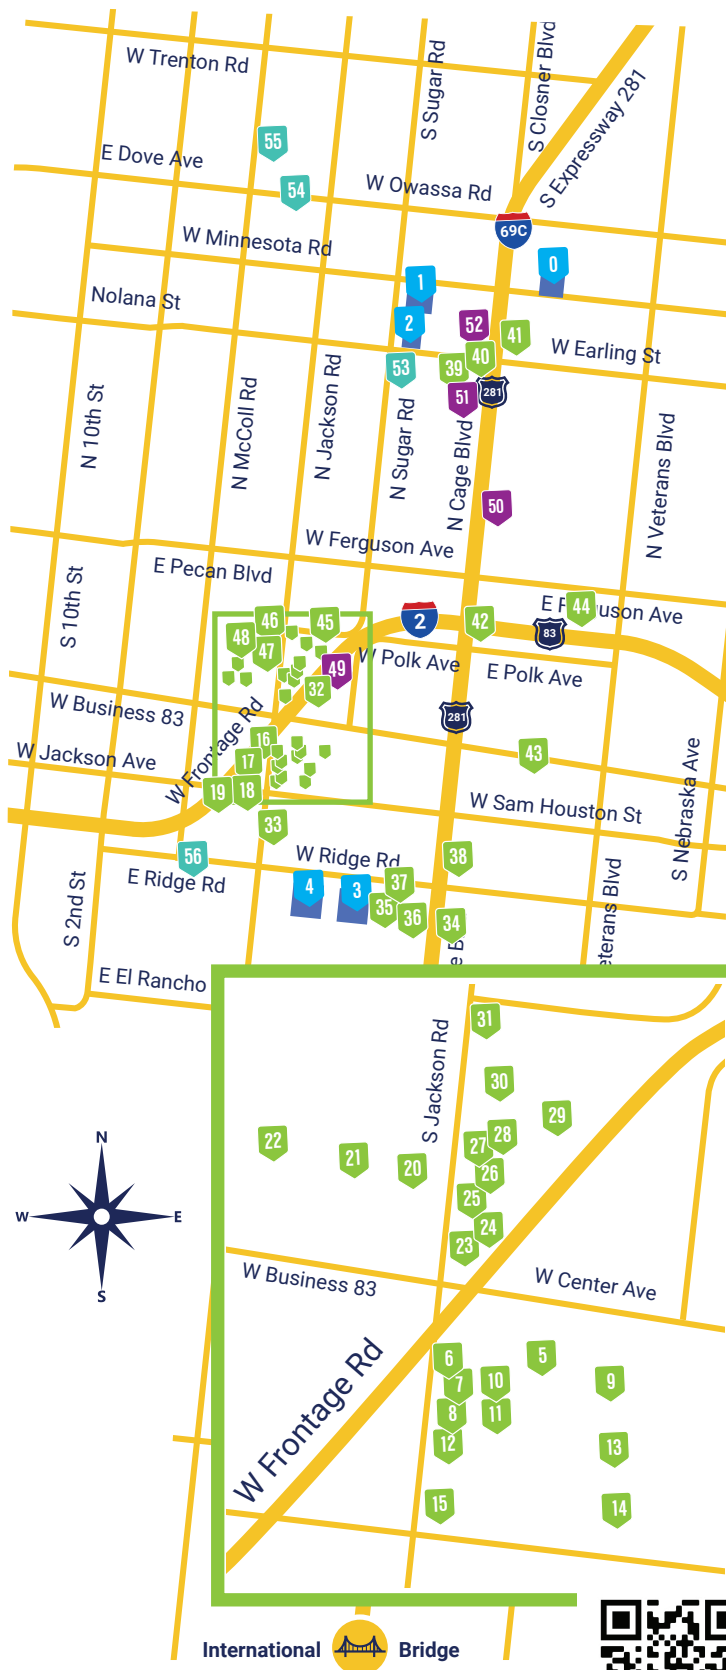 W Trenton Rd
S Sugar Rd
S Closner Blvd
S Expressway 281
55
E Dove Ave
54
W Owassa Rd
69C
W Minnesota Rd
0
1
Nolana St
2
52
41
W Earling St
40
39
53
281
51
N 10th St
N McColl Rd
N Jackson Rd
N Sugar Rd
N Cage Blvd
N Veterans Blvd
50
W Ferguson Ave
E Pecan Blvd
S 10th St
46
45
2
42
44
83
48
47
49
W Polk Ave
E Polk Ave
32
W Business 83
281
W Frontage Rd
16
17
43
W Jackson Ave
19
18
W Sam Houston St
S Nebraska Ave
33
56
W Ridge Rd
38
E Ridge Rd
4
3
37
35
36
34
S 2nd St
E El Rancho
31
S Jackson Rd
30
29
28
27
22
21
20
26
25
24
23
N
W
E
S
W Business 83
W Center Ave
W Frontage Rd
6
5
7
10
9
8
11
12
13
15
14
International
Bridge